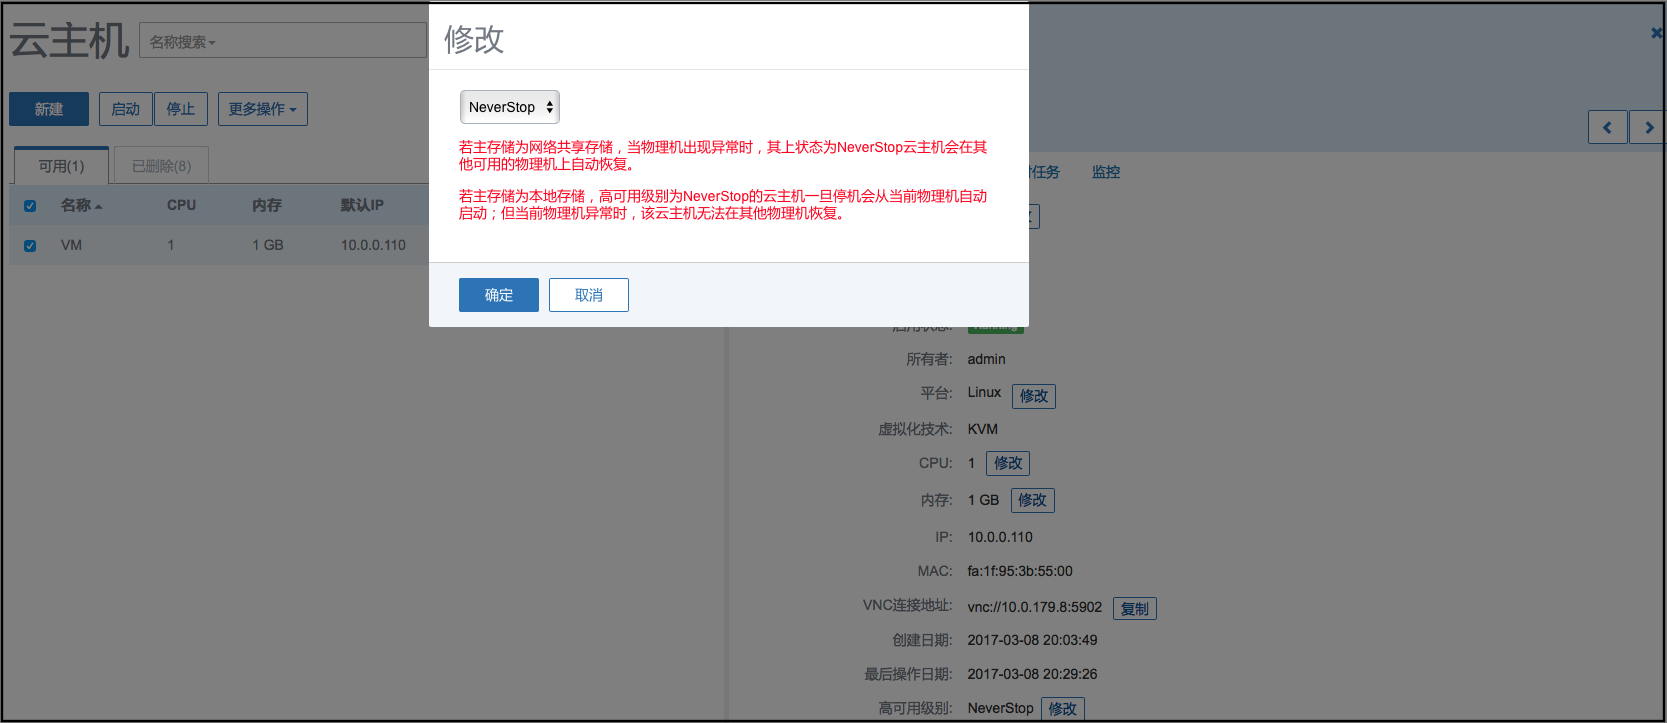 云主机
名称搜索
新建
启动
停止
更多操作
可用(1)
已删除(8)
名称
CPU
内存
默认IP
VM
1
1 GB
10.0.0.110
修改
NeverStop
若主存储为网络共享存储，当物理机出现异常时，其上状态为NeverStop云主机会在其
他可用的物理机上自动恢复。
若主存储为本地存储，高可用级别为NeverStop的云主机一旦停机会从当前物理机自动
启动；但当前物理机异常时，该云主机无法在其他物理机恢复。
确定
取消
任务
监控
所有者: admin
平台: Linux 修改
虚拟化技术: KVM
CPU: 1 修改
内存: 1 GB 修改
IP: 10.0.0.110
MAC: fa:1f:95:3b:55:00
VNC连接地址: vnc://10.0.179.8:5902 复制
创建日期: 2017-03-08 20:03:49
最后操作日期: 2017-03-08 20:29:26
高可用级别: NeverStop 修改